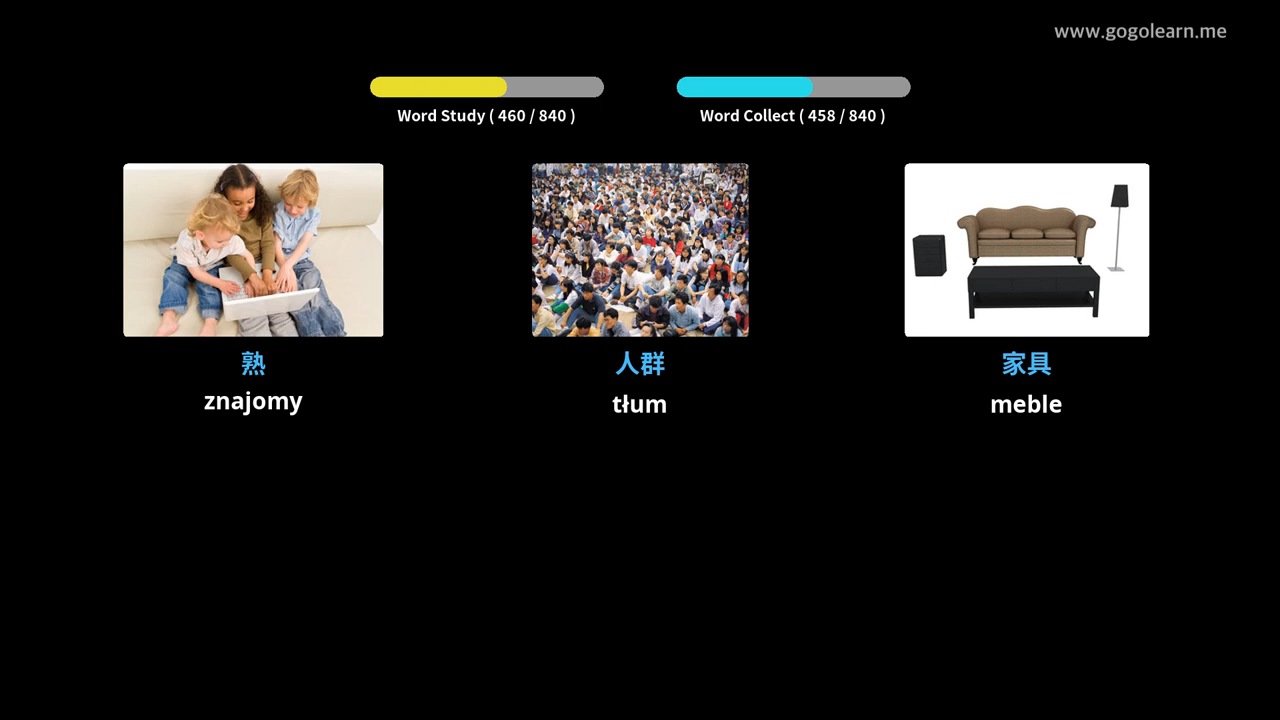 www.gogolearn.me
Word Study ( 460 / 840 )
Word Collect ( 458 / 840 )
熟
znajomy
人群
tłum
家具
meble